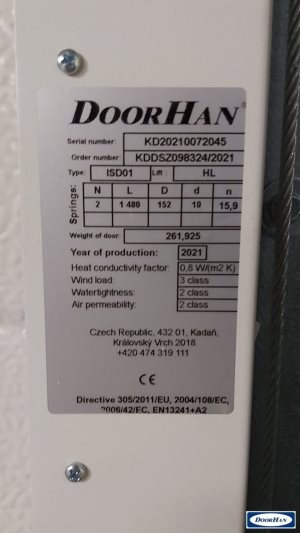 DOORHAN®
Serial number: KD20210072045
Order number: KDDSZ098324/2021
Type: ISD01 Lift: HL
Springs: N L D d n
2 1 480 152 10 15,9
Weight of door: 261,925
Year of production: 2021
Heat conductivity factor: 0,8 W/(m2 K)
Wind load: 3 class
Watertightness: 2 class
Air permeability: 2 class
Czech Republic, 432 01, Kadaň,
Královský Vrch 2018
+420 474 319 111
CE
Directive 305/2011/EU, 2004/108/EC,
2006/42/EC, EN13241+A2
DOORHAN